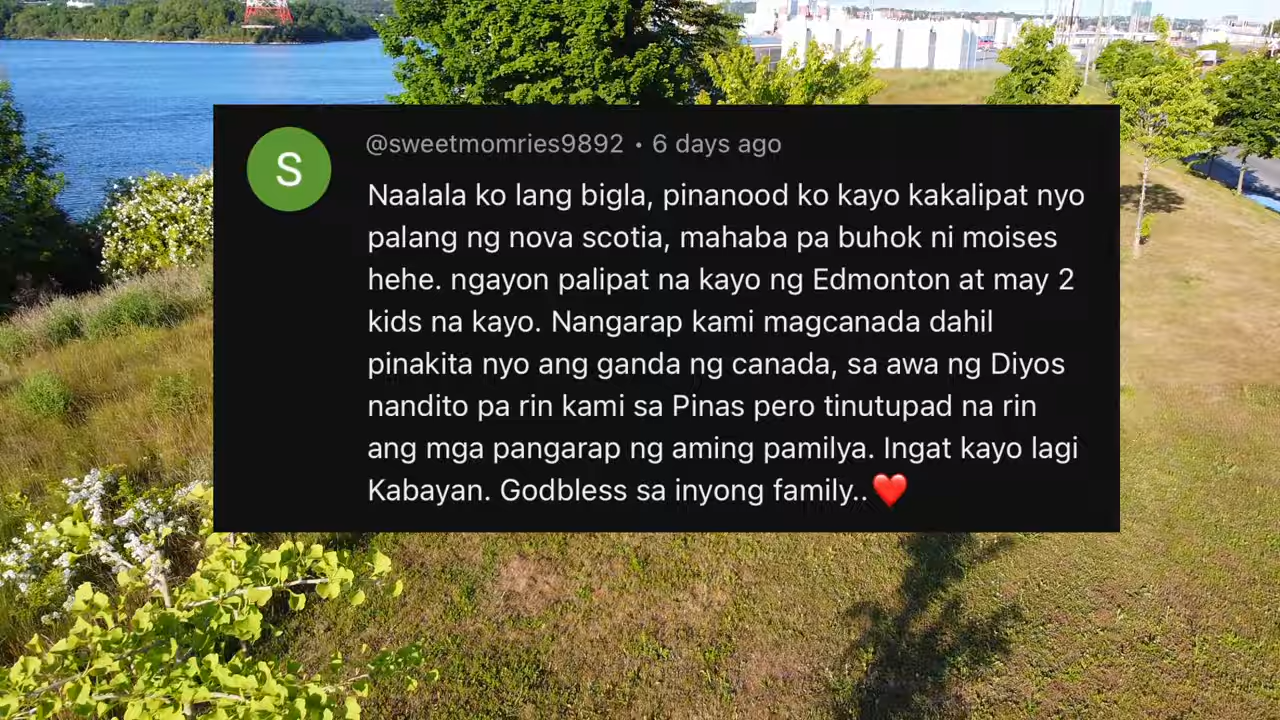 S
@sweetmomries9892 • 6 days ago
Naalala ko lang bigla, pinanood ko kayo kakalipat nyo
palang ng nova scotia, mahaba pa buhok ni moises
hehe. ngayon palipat na kayo ng Edmonton at may 2
kids na kayo. Nangarap kami magcanada dahil
pinakita nyo ang ganda ng canada, sa awa ng Diyos
nandito pa rin kami sa Pinas pero tinutupad na rin
ang mga pangarap ng aming pamilya. Ingat kayo lagi
Kabayan. Godbless sa inyong family..❤️